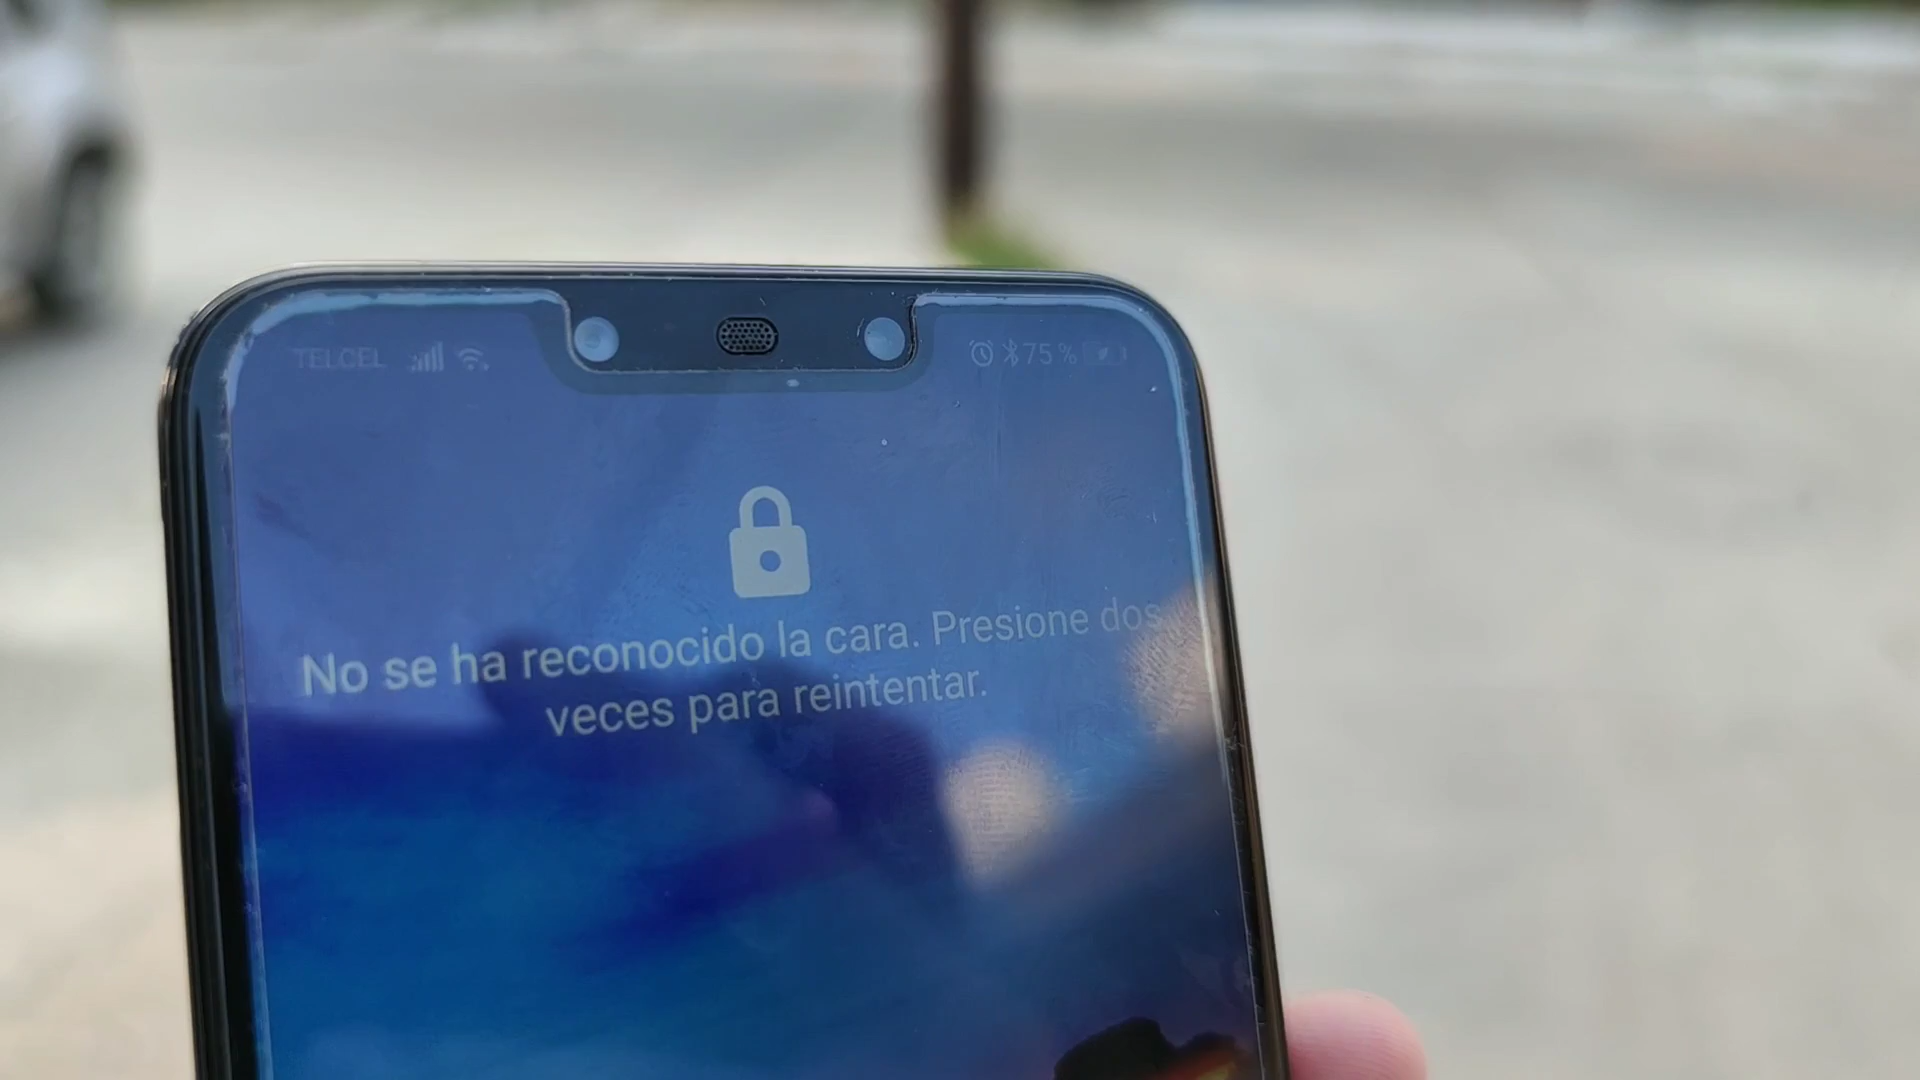 TELCEL
75 %
No se ha reconocido la cara. Presione dos
veces para reintentar.